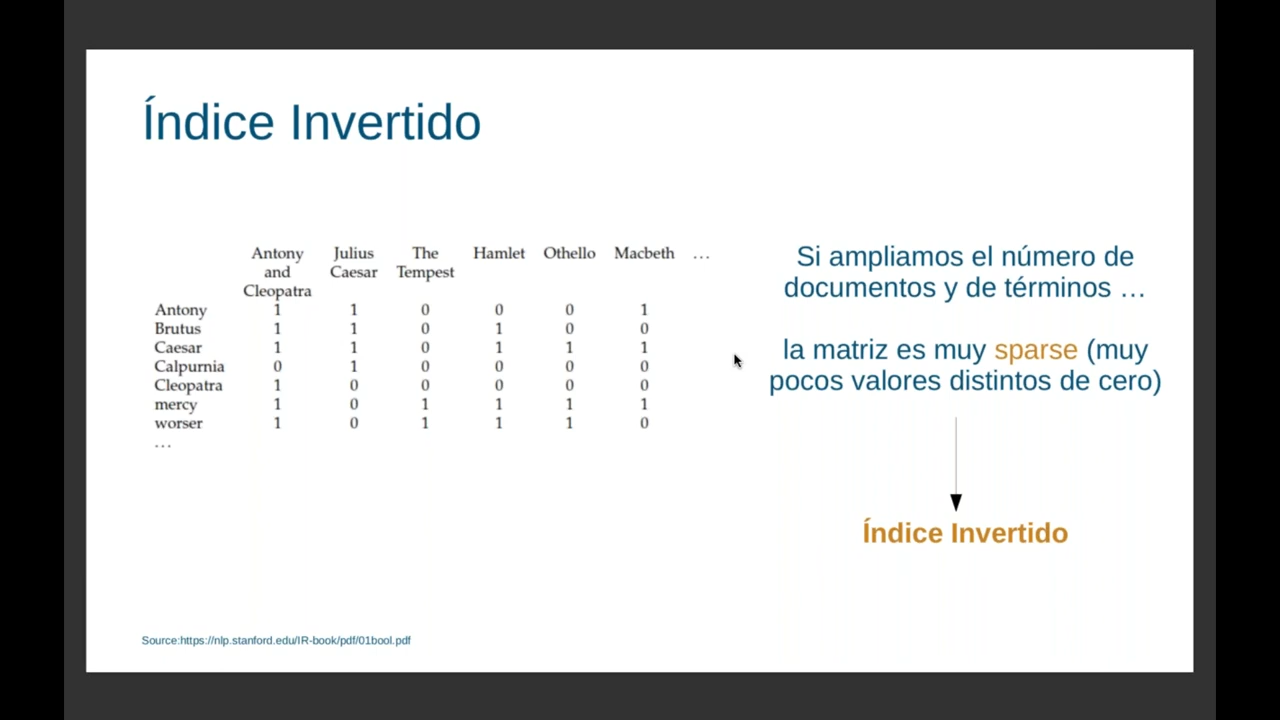 Índice Invertido
Antony and Cleopatra Julius Caesar The Tempest Hamlet Othello Macbeth ...
Antony 1 1 0 0 0 1
Brutus 1 1 0 1 0 0
Caesar 1 1 0 1 1 1
Calpurnia 0 1 0 0 0 0
Cleopatra 1 0 0 0 0 0
mercy 1 0 1 1 1 1
worser 1 0 1 1 1 0
...
Si ampliamos el número de
documentos y de términos …
la matriz es muy sparse (muy
pocos valores distintos de cero)
Índice Invertido
Source:https://nlp.stanford.edu/IR-book/pdf/01bool.pdf